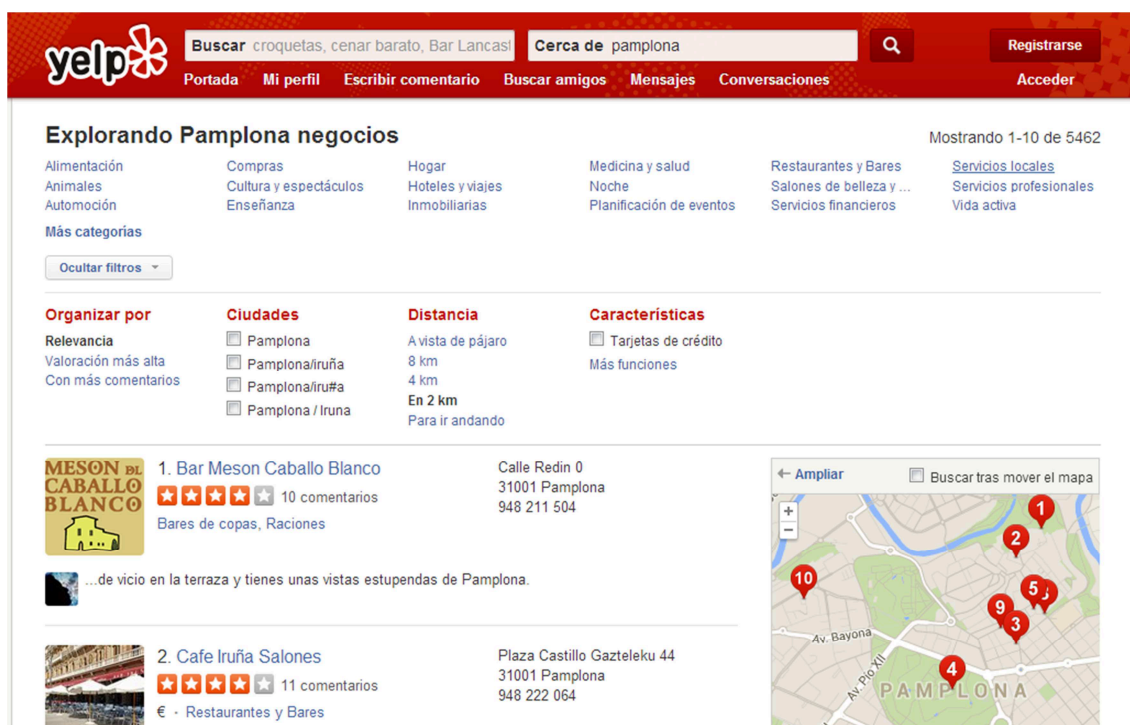 yelp
Buscar croquetas, cenar barato, Bar Lancast
Cerca de pamplona
Registrarse
Portada Mi perfil Escribir comentario Buscar amigos Mensajes Conversaciones
Acceder
Explorando Pamplona negocios
Mostrando 1-10 de 5462
Alimentación Compras Hogar Medicina y salud Restaurantes y Bares Servicios locales
Animales Cultura y espectáculos Hoteles y viajes Noche Salones de belleza y ... Servicios profesionales
Automoción Enseñanza Inmobiliarias Planificación de eventos Servicios financieros Vida activa
Más categorías
Ocultar filtros
Organizar por
Relevancia
Valoración más alta
Con más comentarios
Ciudades
Pamplona
Pamplona/iruña
Pamplona/iru#a
Pamplona / Iruna
Distancia
A vista de pájaro
8 km
4 km
En 2 km
Para ir andando
Características
Tarjetas de crédito
Más funciones
MESON DEL
CABALLO
BLANCO
1. Bar Meson Caballo Blanco
10 comentarios
Bares de copas, Raciones
Calle Redin 0
31001 Pamplona
948 211 504
...de vicio en la terraza y tienes unas vistas estupendas de Pamplona.
2. Cafe Iruña Salones
11 comentarios
€ - Restaurantes y Bares
Plaza Castillo Gazteleku 44
31001 Pamplona
948 222 064
← Ampliar
Buscar tras mover el mapa
+
−
1
2
10
5
9
3
Av. Bayona
4
Av. Pío XII
PAMPLONA